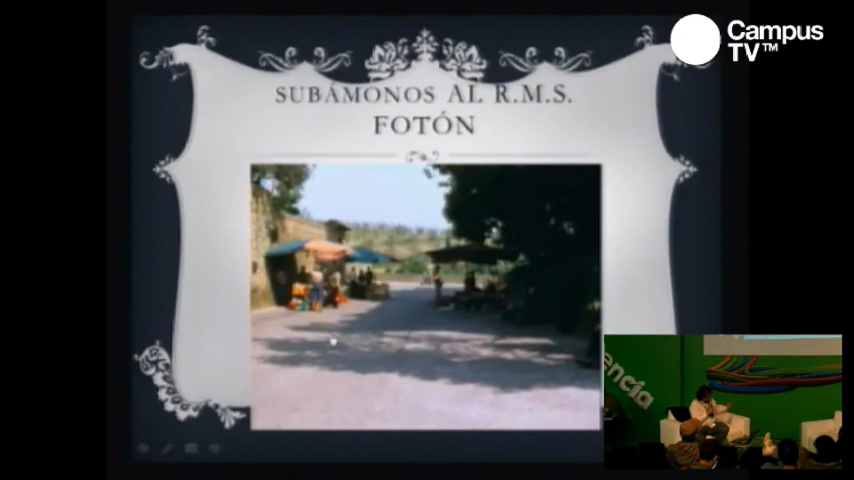 Campus
TV™
SUBÁMONOS AL R.M.S.
FOTÓN
encia